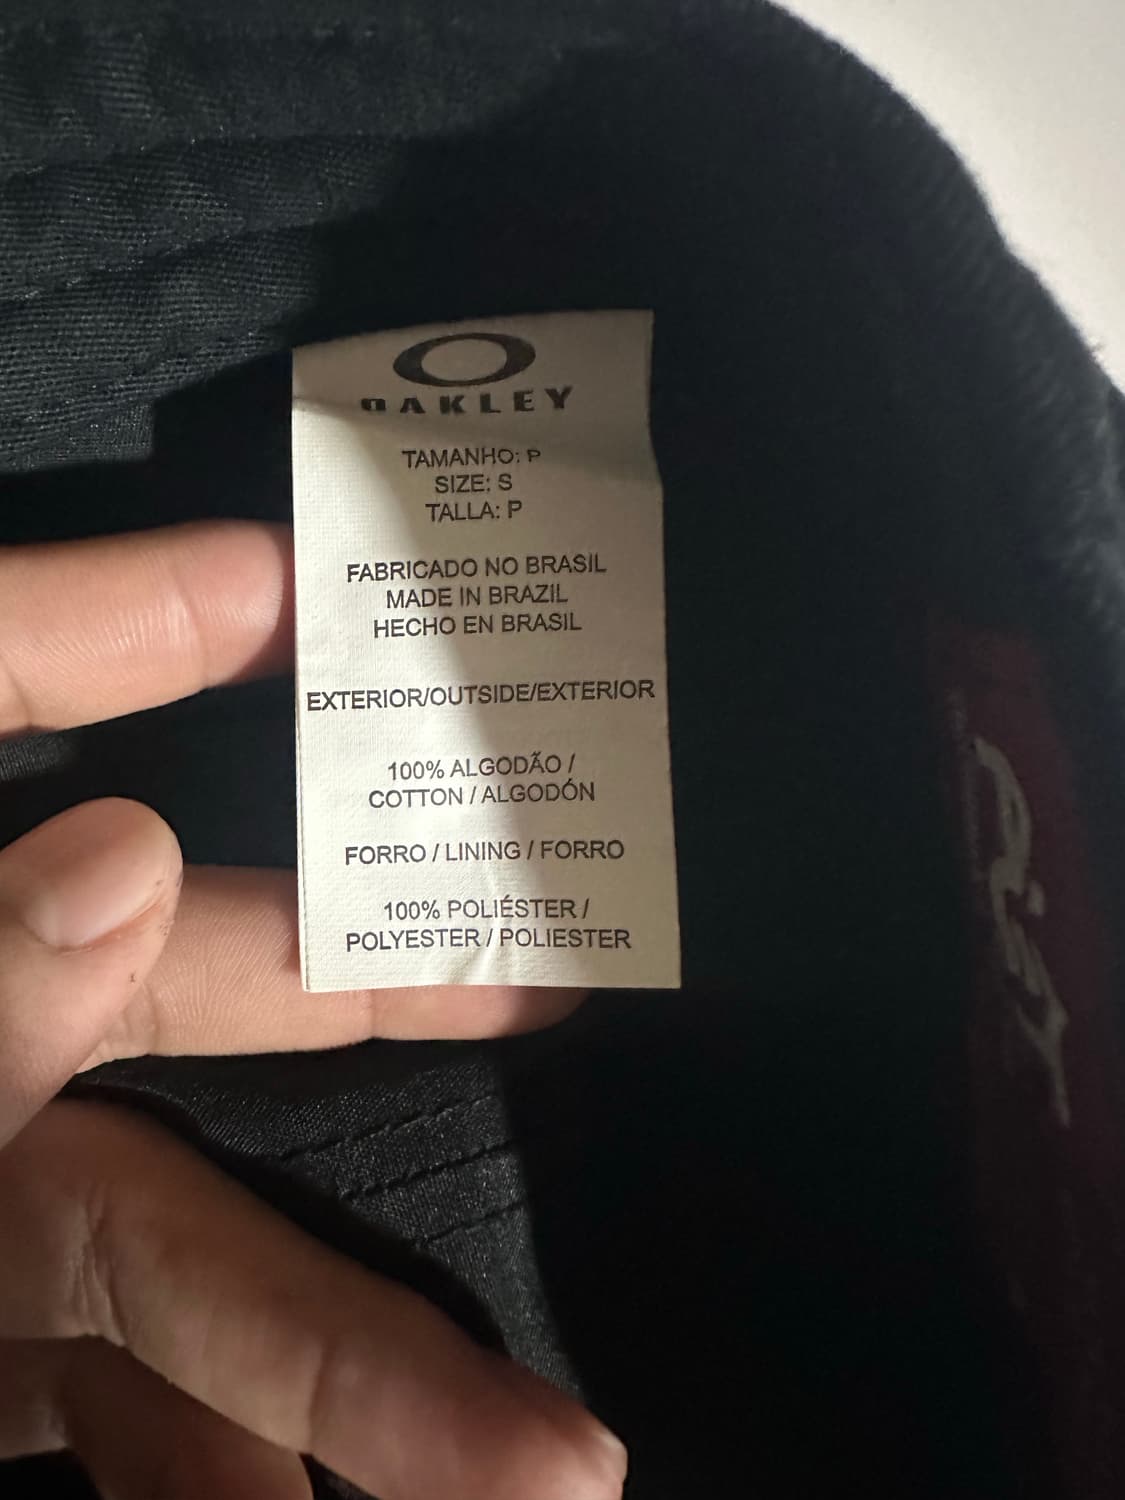 OAKLEY
TAMANHO: P
SIZE: S
TALLA: P
FABRICADO NO BRASIL
MADE IN BRAZIL
HECHO EN BRASIL
EXTERIOR/OUTSIDE/EXTERIOR
100% ALGODÃO /
COTTON / ALGODÓN
FORRO / LINING / FORRO
100% POLIÉSTER /
POLYESTER / POLIESTER